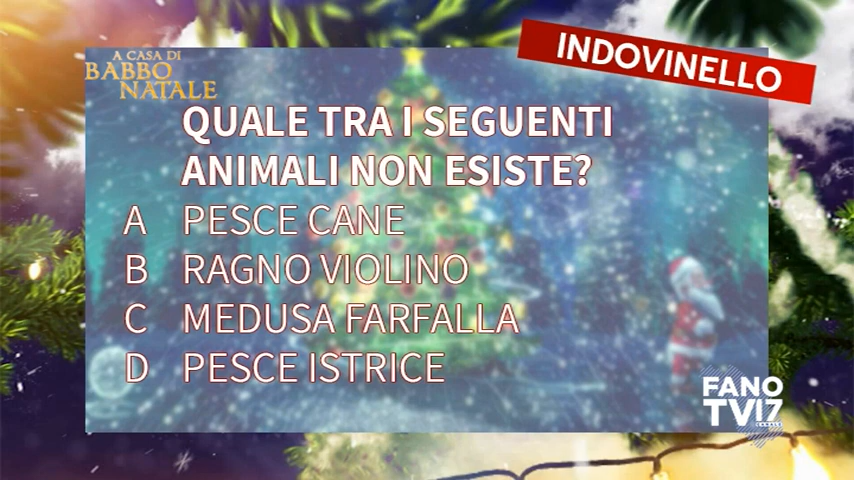 INDOVINELLO
A CASA DI
BABBO
NATALE
QUALE TRA I SEGUENTI
ANIMALI NON ESISTE?
A PESCE CANE
B RAGNO VIOLINO
C MEDUSA FARFALLA
D PESCE ISTRICE
FANO
TV17
CANALE